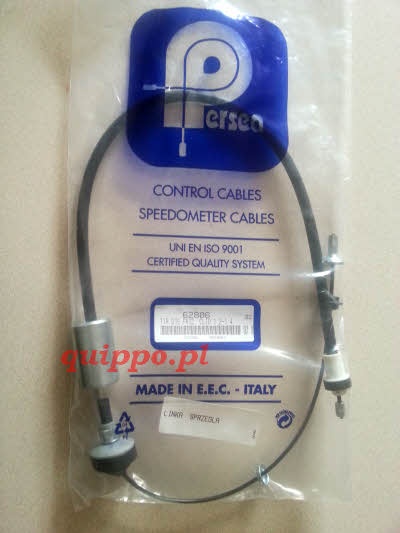 Persea
CONTROL CABLES
SPEEDOMETER CABLES
UNI EN ISO 9001
CERTIFIED QUALITY SYSTEM
62806
quippo.pl
MADE IN E.E.C. - ITALY
LINKA SPRZEGLA